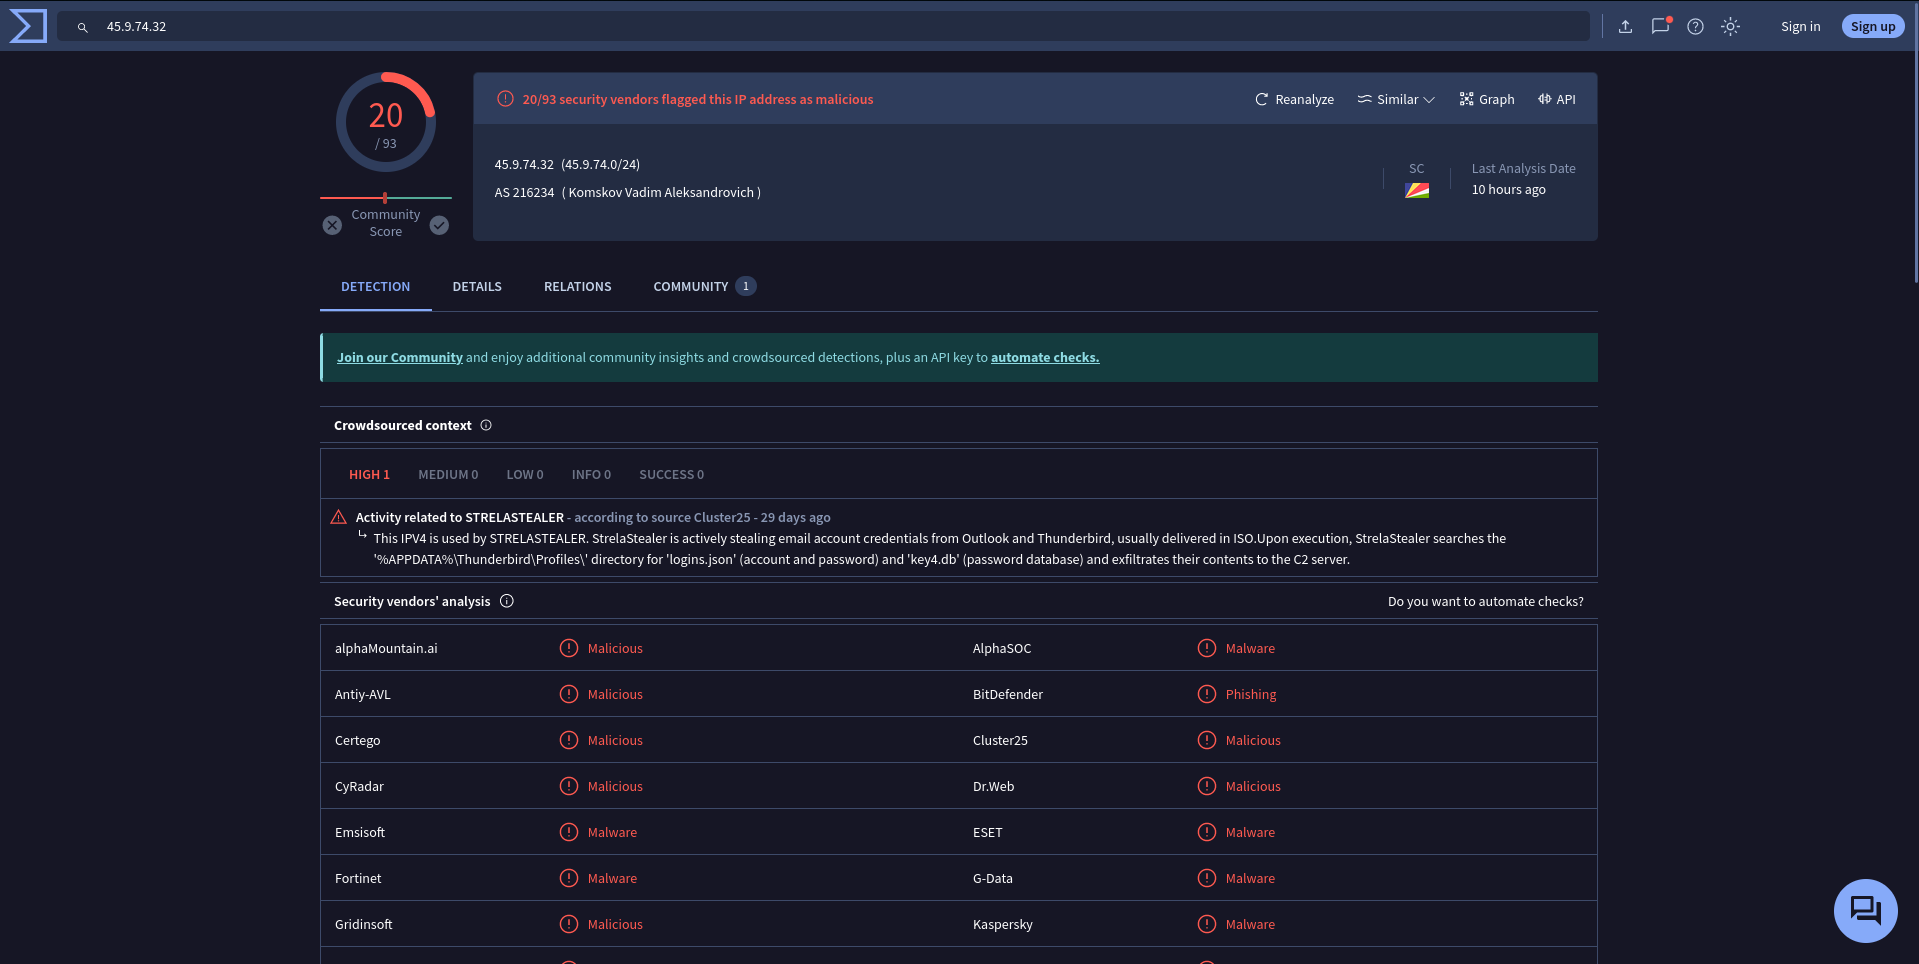 45.9.74.32
Sign in
Sign up
20
/ 93
Community
Score
20/93 security vendors flagged this IP address as malicious
Reanalyze
Similar
Graph
API
45.9.74.32 (45.9.74.0/24)
AS 216234 ( Komskov Vadim Aleksandrovich )
SC
Last Analysis Date
10 hours ago
DETECTION
DETAILS
RELATIONS
COMMUNITY 1
Join our Community and enjoy additional community insights and crowdsourced detections, plus an API key to automate checks.
Crowdsourced context
HIGH 1
MEDIUM 0
LOW 0
INFO 0
SUCCESS 0
Activity related to STRELASTEALER - according to source Cluster25 - 29 days ago
This IPV4 is used by STRELASTEALER. StrelaStealer is actively stealing email account credentials from Outlook and Thunderbird, usually delivered in ISO.Upon execution, StrelaStealer searches the
'%APPDATA%\Thunderbird\Profiles\' directory for 'logins.json' (account and password) and 'key4.db' (password database) and exfiltrates their contents to the C2 server.
Security vendors' analysis
Do you want to automate checks?
alphaMountain.ai Malicious AlphaSOC Malware
Antiy-AVL Malicious BitDefender Phishing
Certego Malicious Cluster25 Malicious
CyRadar Malicious Dr.Web Malicious
Emsisoft Malware ESET Malware
Fortinet Malware G-Data Malware
Gridinsoft Malicious Kaspersky Malware